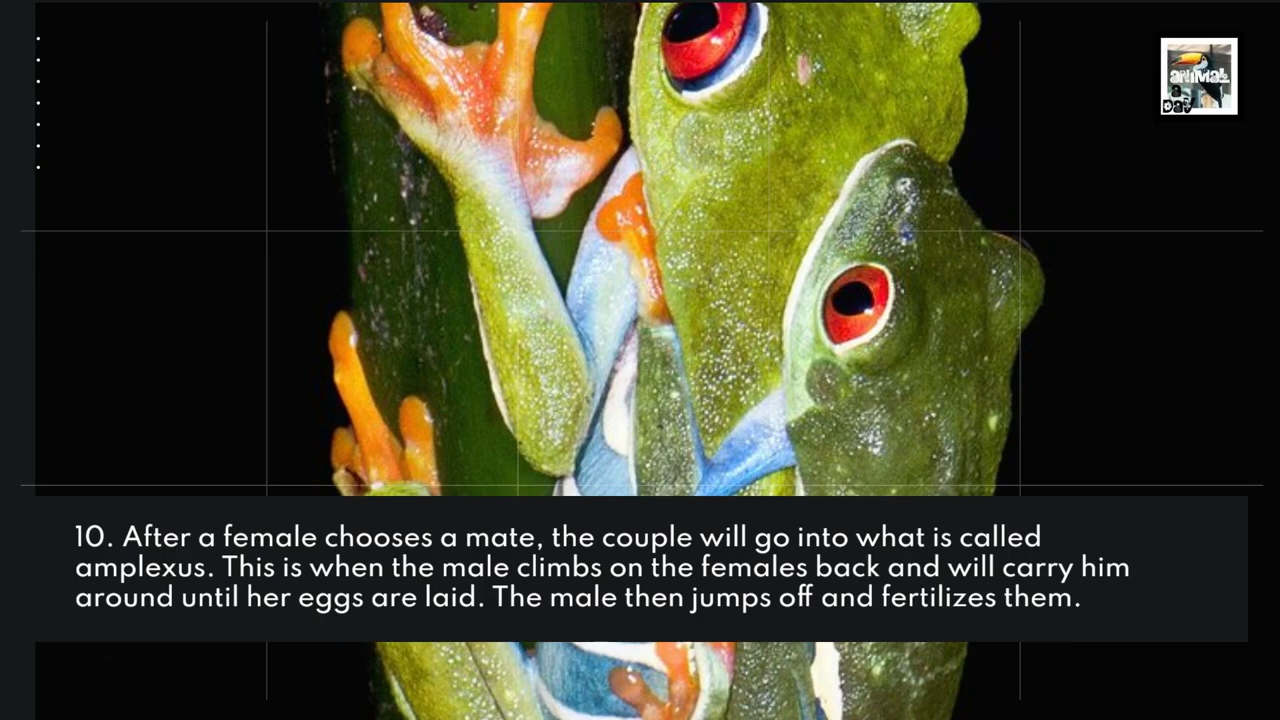 ANIMAL
a
Day
10. After a female chooses a mate, the couple will go into what is called
amplexus. This is when the male climbs on the females back and will carry him
around until her eggs are laid. The male then jumps off and fertilizes them.